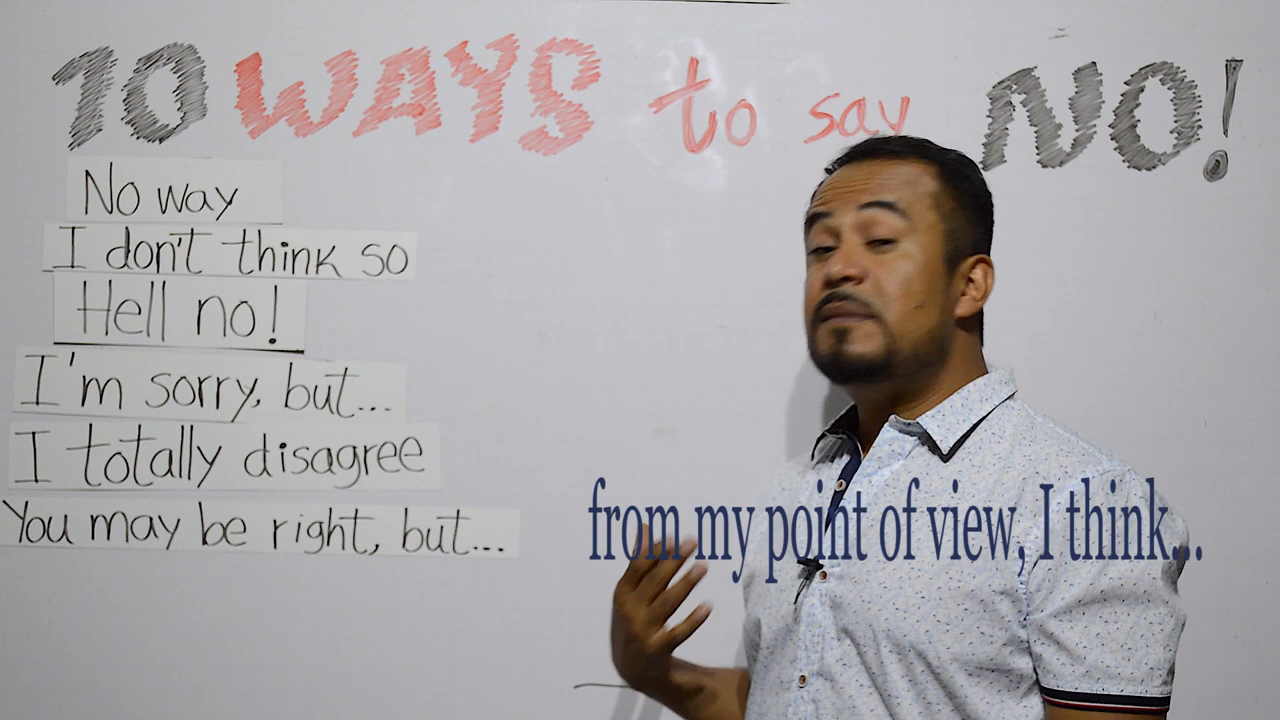 10 WAYS to say NO!
No way
I don't think so
Hell no!
I'm sorry, but...
I totally disagree
You may be right, but...
from my point of view, I think...